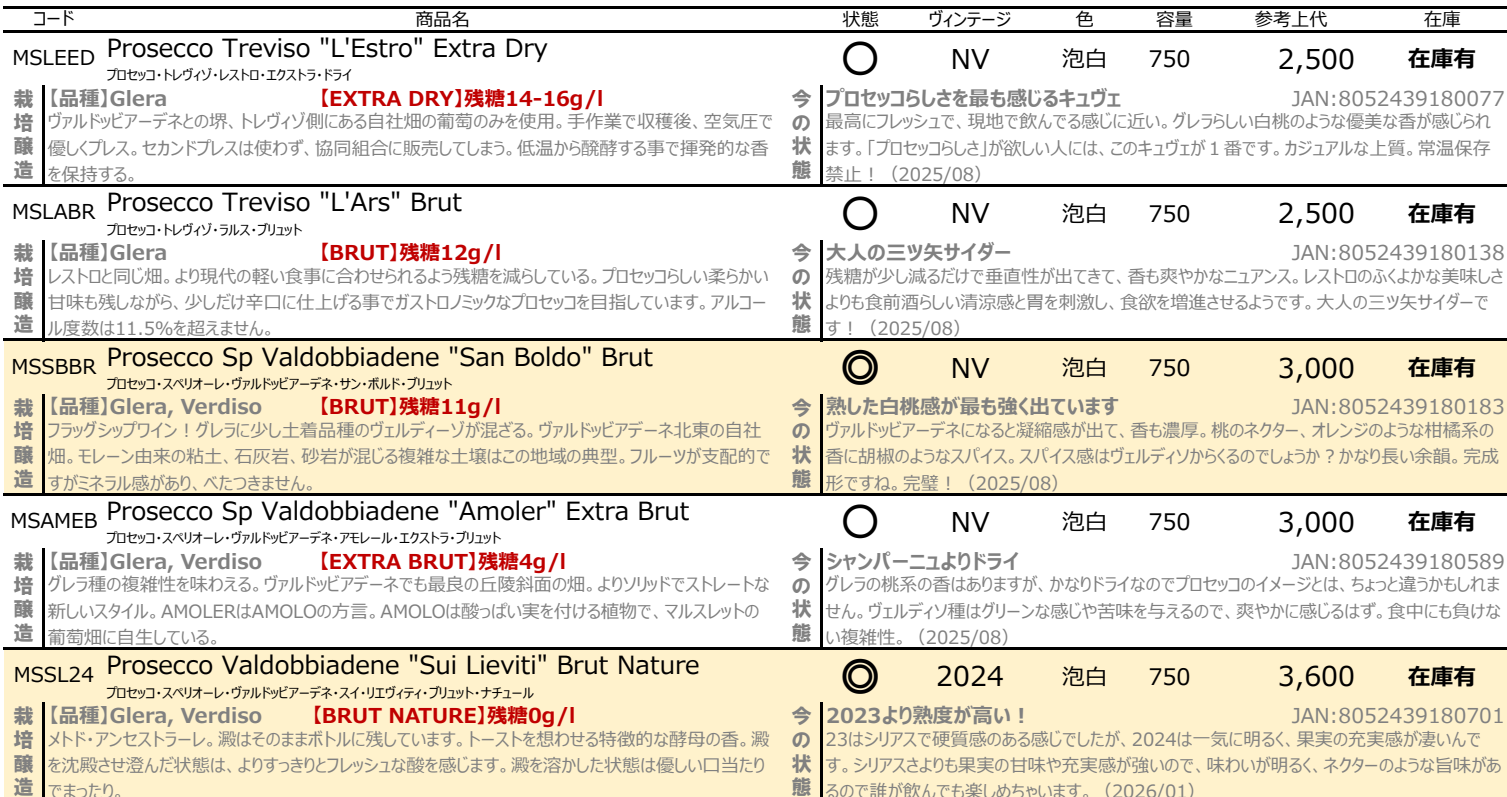 コード 商品名 状態 ヴィンテージ 色 容量 参考上代 在庫
MSLEED Prosecco Treviso "L'Estro" Extra Dry ○ NV 泡白 750 2,500 在庫有
プロセッコ・トレヴィゾ・レストロ・エクストラ・ドライ
栽培醸造
【品種】Glera 【EXTRA DRY】残糖14-16g/l
ヴァルドッビアーデネとの堺、トレヴィゾ側にある自社畑の葡萄のみを使用。手作業で収穫後、空気圧で
優しくプレス。セカンドプレスは使わず、協同組合に販売してしまう。低温から醗酵する事で揮発的な香
を保持する。
今の状態
プロセッコらしさを最も感じるキュヴェ JAN:8052439180077
最高にフレッシュで、現地で飲んでる感じに近い。グレラらしい白桃のような優美な香が感じられ
ます。「プロセッコらしさ」が欲しい人には、このキュヴェが１番です。カジュアルな上質。常温保存
禁止！（2025/08）
MSLABR Prosecco Treviso "L'Ars" Brut ○ NV 泡白 750 2,500 在庫有
プロセッコ・トレヴィゾ・ラルス・ブリュット
栽培醸造
【品種】Glera 【BRUT】残糖12g/l
レストロと同じ畑。より現代の軽い食事に合わせられるよう残糖を減らしている。プロセッコらしい柔らかい
甘味も残しながら、少しだけ辛口に仕上げる事でガストロノミックなプロセッコを目指しています。アルコー
ル度数は11.5%を超えません。
今の状態
大人の三ツ矢サイダー JAN:8052439180138
残糖が少し減るだけで垂直性が出てきて、香も爽やかなニュアンス。レストロのふくよかな美味しさ
よりも食前酒らしい清涼感と胃を刺激し、食欲を増進させるようです。大人の三ツ矢サイダーで
す！（2025/08）
MSSBBR Prosecco Sp Valdobbiadene "San Boldo" Brut ◎ NV 泡白 750 3,000 在庫有
プロセッコ・スペリオーレ・ヴァルドッビアーデネ・サン・ボルド・ブリュット
栽培醸造
【品種】Glera, Verdiso 【BRUT】残糖11g/l
フラッグシップワイン！グレラに少し土着品種のヴェルディーゾが混ざる。ヴァルドッビアデーネ北東の自社
畑。モレーン由来の粘土、石灰岩、砂岩が混じる複雑な土壌はこの地域の典型。フルーツが支配的で
すがミネラル感があり、べたつきません。
今の状態
熟した白桃感が最も強く出ています JAN:8052439180183
ヴァルドッビアデーネになると凝縮感が出て、香も濃厚。桃のネクター、オレンジのような柑橘系の
香に胡椒のようなスパイス。スパイス感はヴェルディソからくるのでしょうか？かなり長い余韻。完成
形ですね。完璧！（2025/08）
MSAMEB Prosecco Sp Valdobbiadene "Amoler" Extra Brut ○ NV 泡白 750 3,000 在庫有
プロセッコ・スペリオーレ・ヴァルドッビアーデネ・アモレール・エクストラ・ブリュット
栽培醸造
【品種】Glera, Verdiso 【EXTRA BRUT】残糖4g/l
グレラ種の複雑性を味わえる。ヴァルドッビアデーネでも最良の丘陵斜面の畑。よりソリッドでストレートな
新しいスタイル。AMOLERはAMOLOの方言。AMOLOは酸っぱい実を付ける植物で、マルスレットの
葡萄畑に自生している。
今の状態
シャンパーニュよりドライ JAN:8052439180589
グレラの桃系の香はありますが、かなりドライなのでプロセッコのイメージとは、ちょっと違うかもしれま
せん。ヴェルディソ種はグリーンな感じや苦味を与えるので、爽やかに感じるはず。食中にも負けな
い複雑性。（2025/08）
MSSL24 Prosecco Valdobbiadene "Sui Lieviti" Brut Nature ◎ 2024 泡白 750 3,600 在庫有
プロセッコ・スペリオーレ・ヴァルドッビアーデネ・スイ・リエヴィティ・ブリュット・ナチュール
栽培醸造
【品種】Glera, Verdiso 【BRUT NATURE】残糖0g/l
メトド・アンセストラーレ。澱はそのままボトルに残しています。トーストを想わせる特徴的な酵母の香。澱
を沈殿させ澄んだ状態は、よりすっきりとフレッシュな酸を感じます。澱を溶かした状態は優しい口当たり
でまったり。
今の状態
2023より熟度が高い！ JAN:8052439180701
23はシリアスで硬質感のある感じでしたが、2024は一気に明るく、果実の充実感が凄いんで
す。シリアスさよりも果実の甘味や充実感が強いので、味わいが明るく、ネクターのような旨味があ
るので誰が飲んでも楽しめちゃいます。（2026/01）